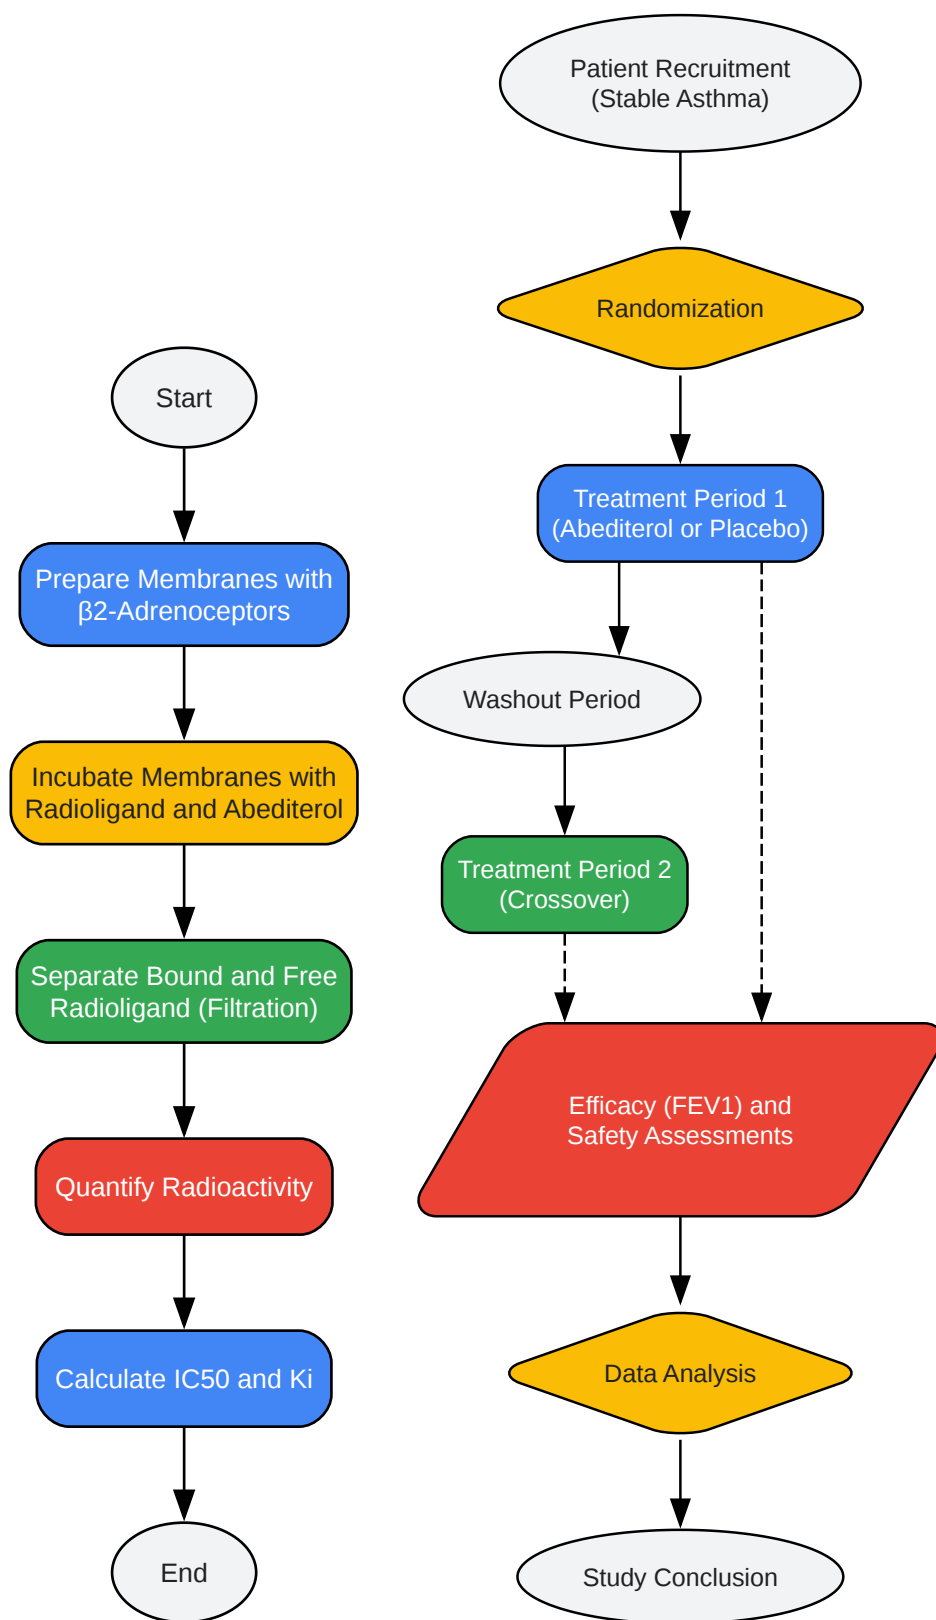 Start
Prepare Membranes with
β2-Adrenoceptors
Incubate Membranes with
Radioligand and Abediterol
Separate Bound and Free
Radioligand (Filtration)
Quantify Radioactivity
Calculate IC50 and Ki
End
Patient Recruitment
(Stable Asthma)
Randomization
Treatment Period 1
(Abediterol or Placebo)
Washout Period
Treatment Period 2
(Crossover)
Efficacy (FEV1) and
Safety Assessments
Data Analysis
Study Conclusion